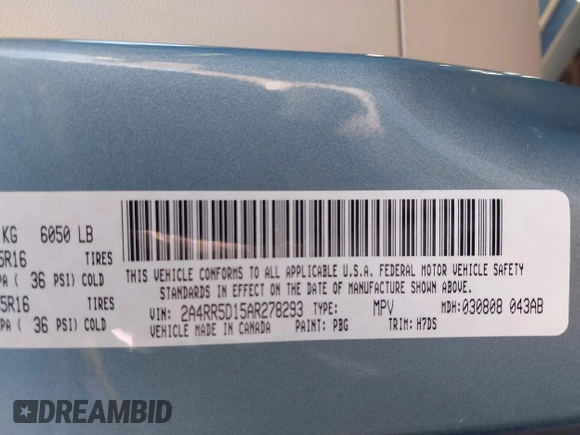 KG 6050 LB
5R16 TIRES
PA ( 36 PSI) COLD
5R16 TIRES
PA ( 36 PSI) COLD
THIS VEHICLE CONFORMS TO ALL APPLICABLE U.S.A. FEDERAL MOTOR VEHICLE SAFETY
STANDARDS IN EFFECT ON THE DATE OF MANUFACTURE SHOWN ABOVE.
VIN: 2A4RR5D15AR278293 TYPE: MPV MDH: 030808 043AB
VEHICLE MADE IN CANADA PAINT: PBG TRIM: H7DS
DREAMBID